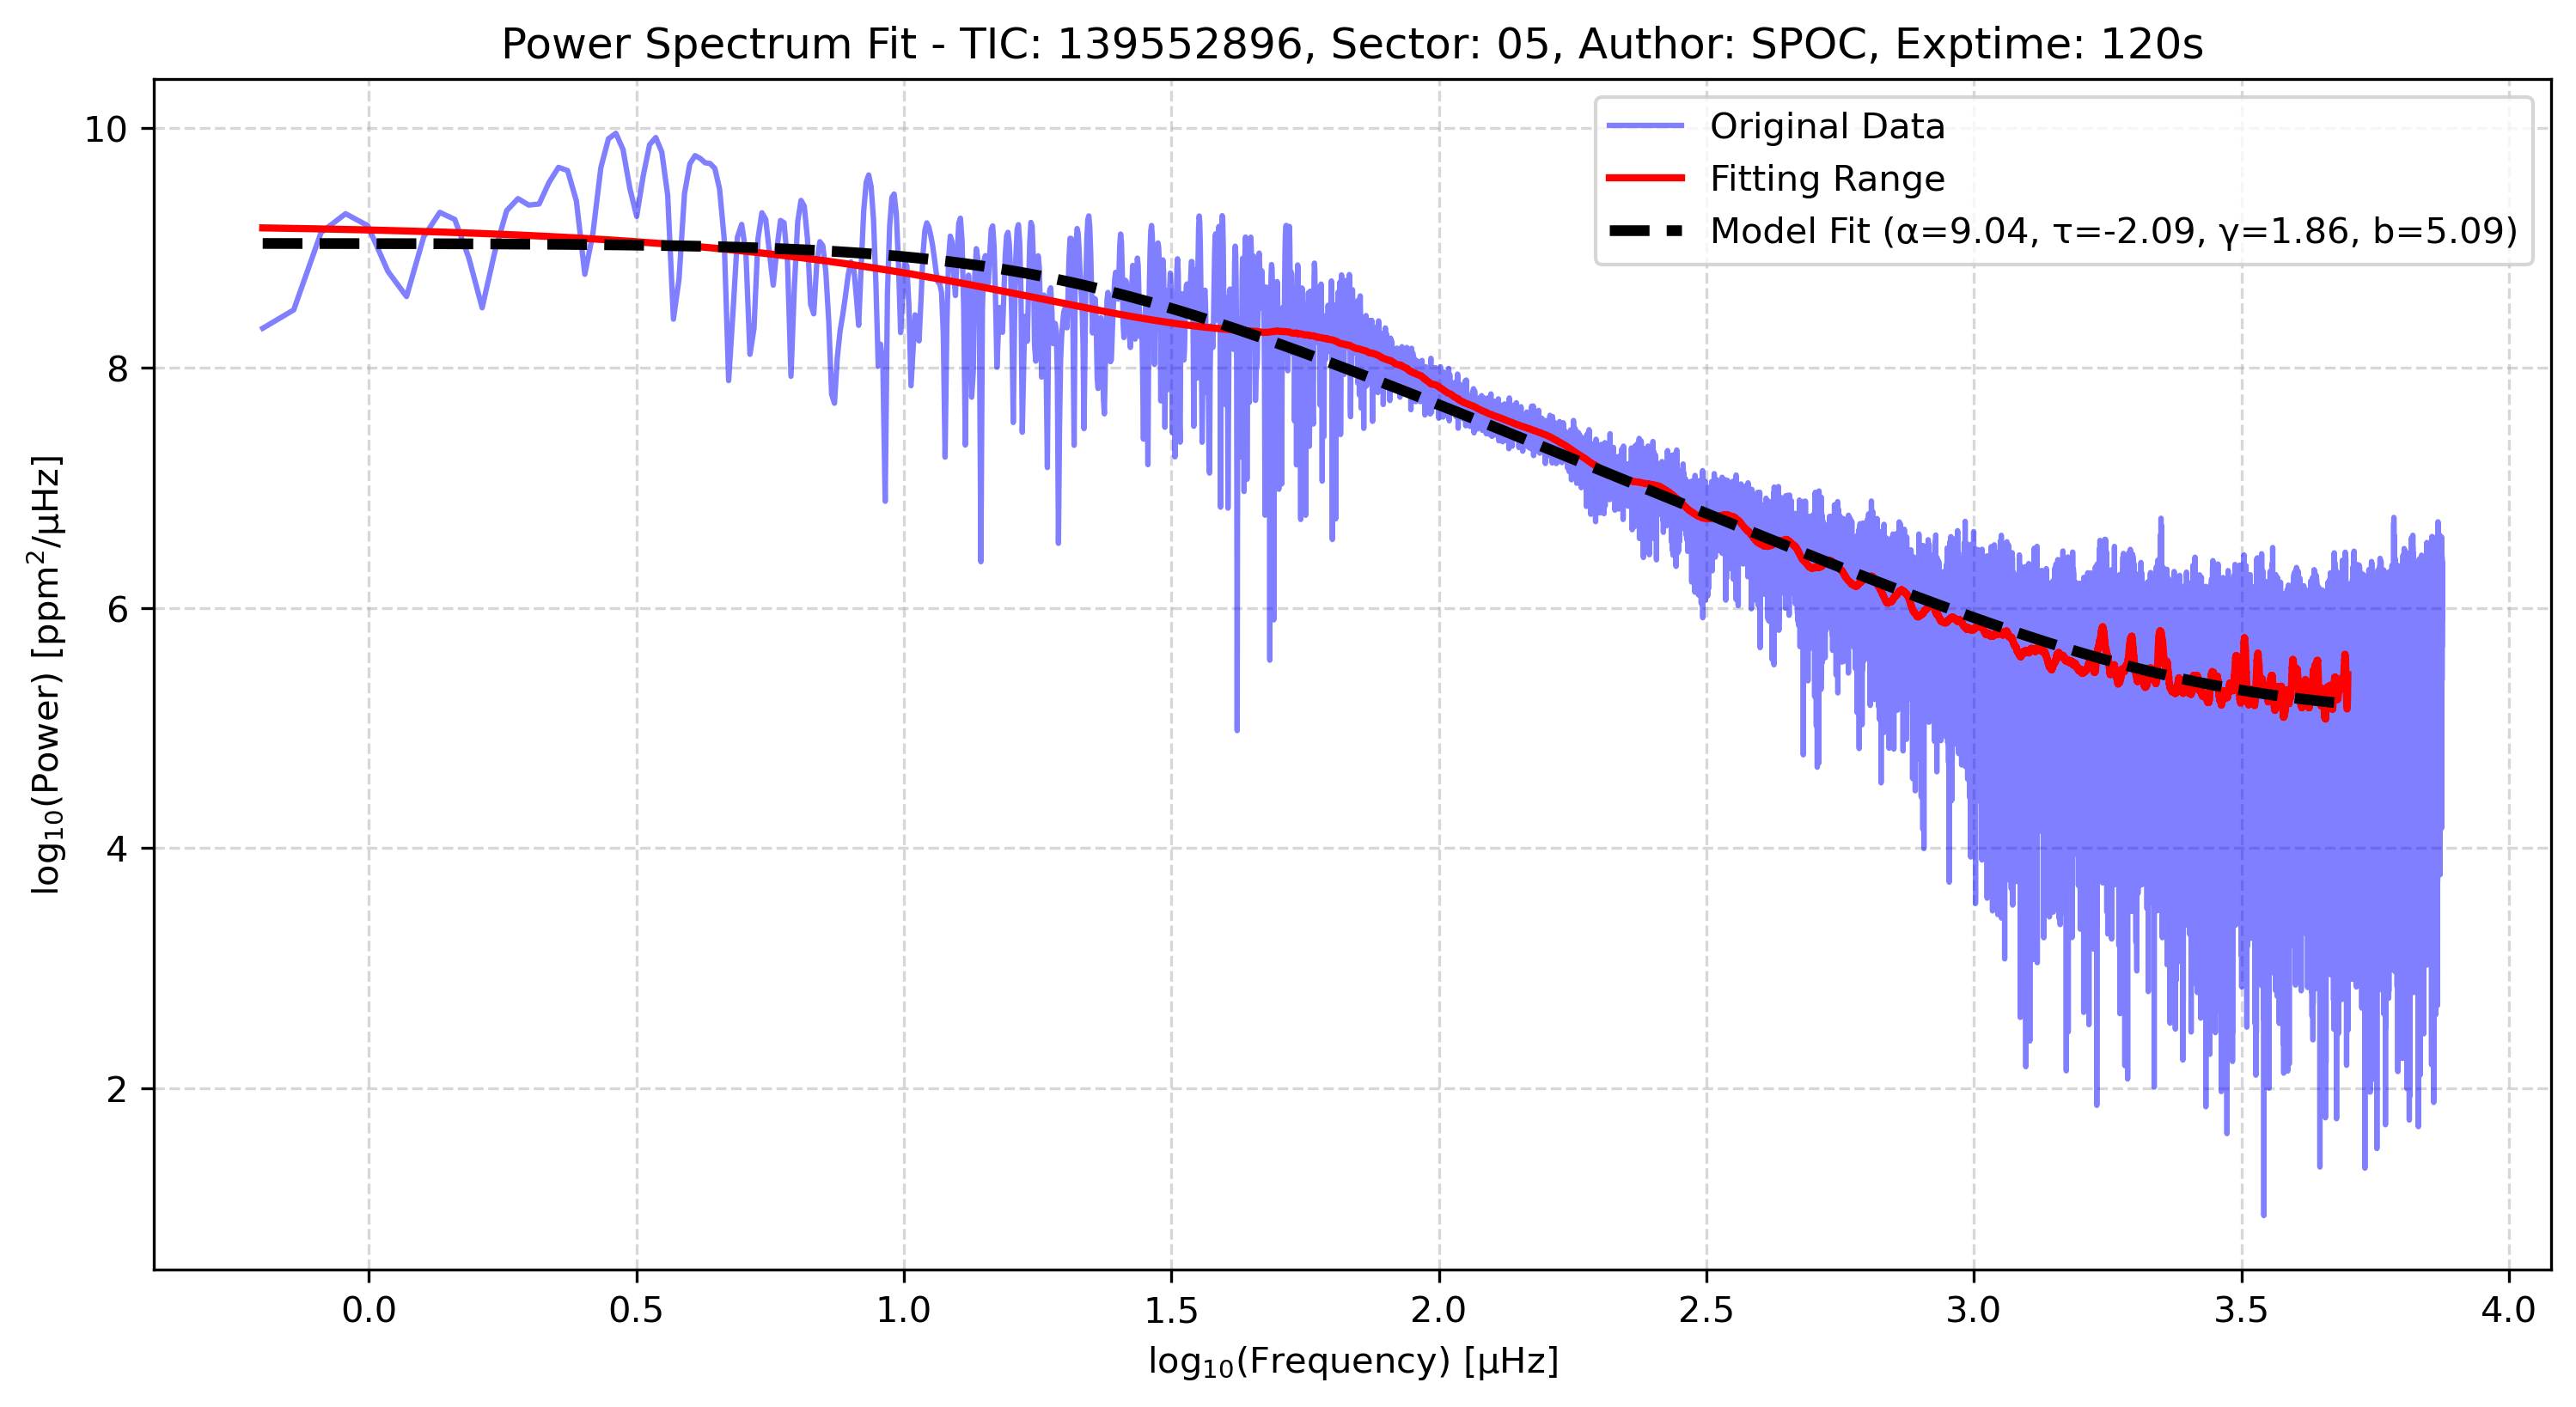 Power Spectrum Fit - TIC: 139552896, Sector: 05, Author: SPOC, Exptime: 120s
Original Data
Fitting Range
Model Fit (α=9.04, τ=-2.09, γ=1.86, b=5.09)
log₁₀(Power) [ppm²/μHz]
10
8
6
4
2
0.0 0.5 1.0 1.5 2.0 2.5 3.0 3.5 4.0
log₁₀(Frequency) [μHz]